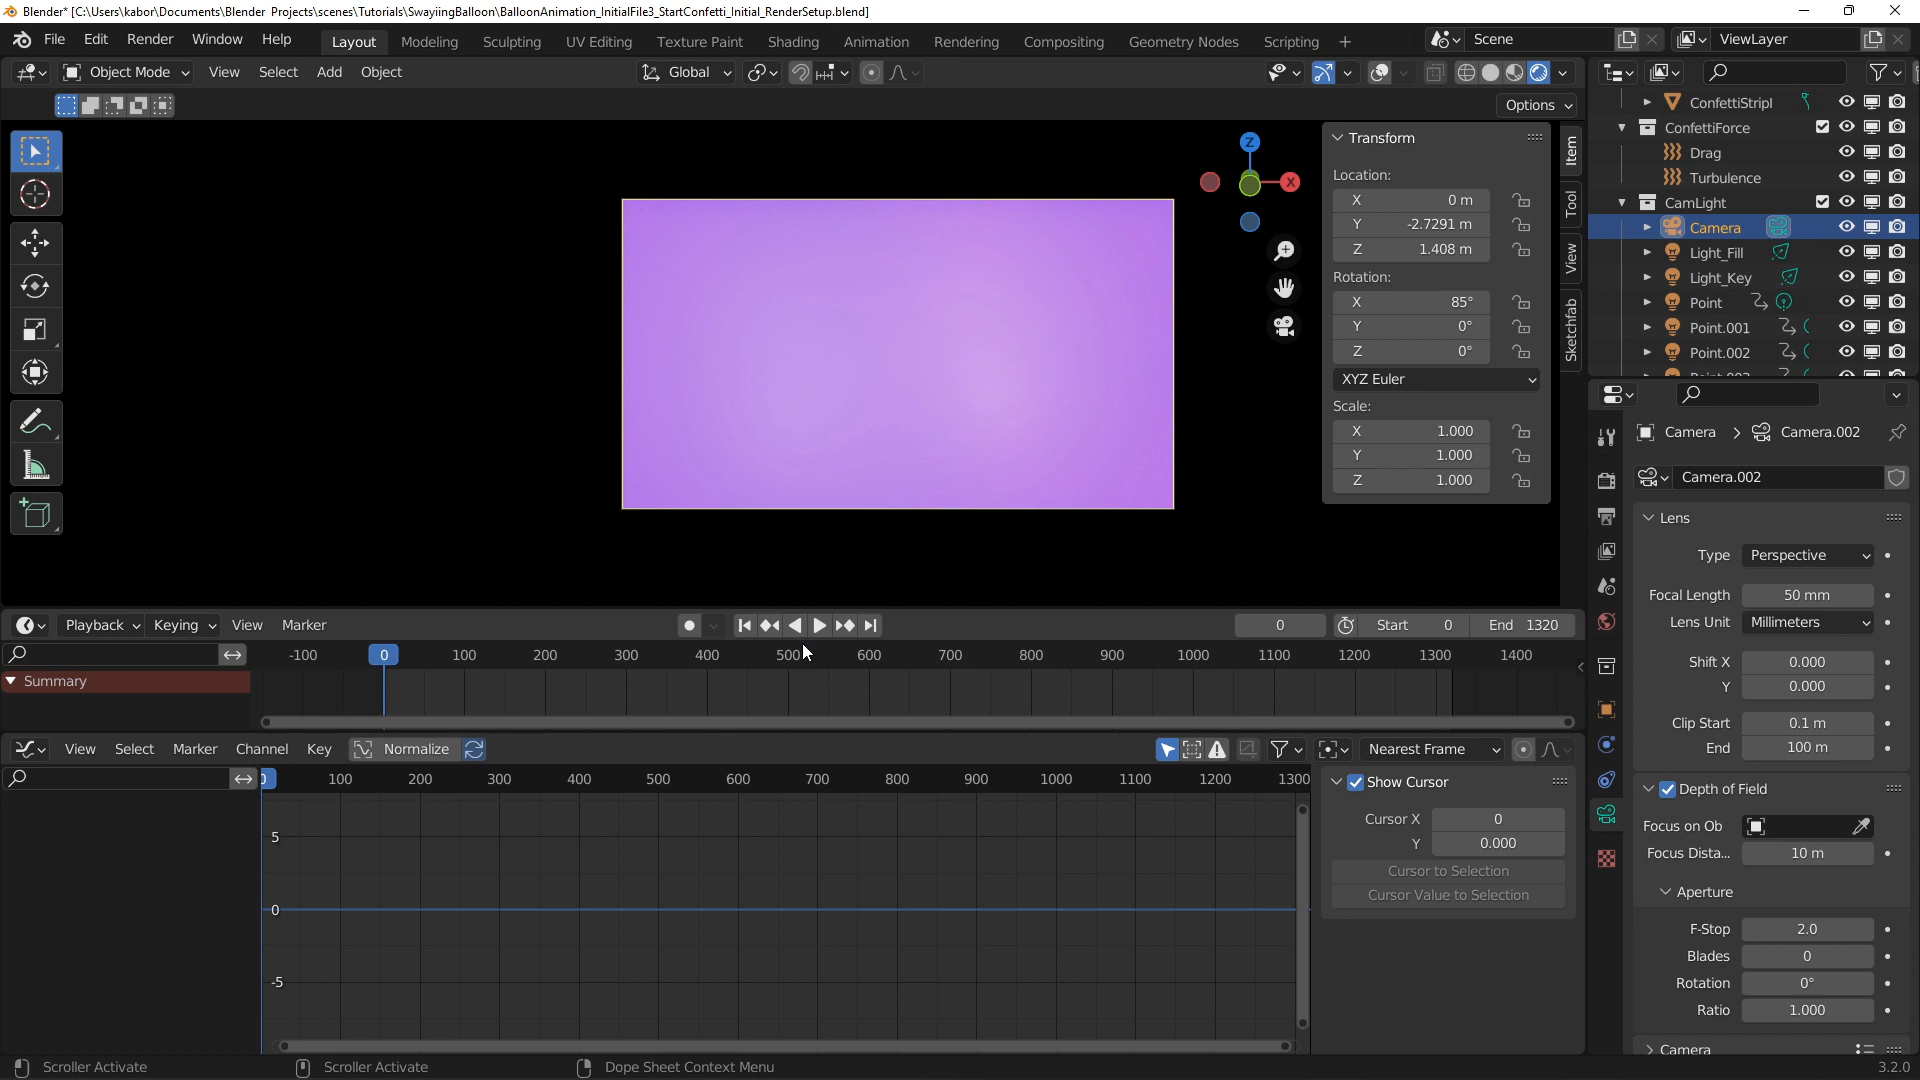 Blender* [C:\Users\kabor\Documents\Blender Projects\scenes\Tutorials\SwayiingBalloon\BalloonAnimation_InitialFile3_StartConfetti_Initial_RenderSetup.blend]
File Edit Render Window Help Layout Modeling Sculpting UV Editing Texture Paint Shading Animation Rendering Compositing Geometry Nodes Scripting + Scene ViewLayer
Object Mode View Select Add Object Global
Options
ConfettiStripl
ConfettiForce
Drag
Turbulence
CamLight
Camera
Light_Fill
Light_Key
Point
Point.001
Point.002
Z
X
Transform
Location:
X 0 m
Y -2.7291 m
Z 1.408 m
Rotation:
X 85°
Y 0°
Z 0°
XYZ Euler
Scale:
X 1.000
Y 1.000
Z 1.000
Item
Tool
View
Sketchfab
Camera > Camera.002
Camera.002
Lens
Type Perspective
Focal Length 50 mm
Lens Unit Millimeters
Shift X 0.000
Y 0.000
Clip Start 0.1 m
End 100 m
Depth of Field
Focus on Ob
Focus Dista... 10 m
Aperture
F-Stop 2.0
Blades 0
Rotation 0°
Ratio 1.000
Camera
Playback Keying View Marker 0 Start 0 End 1320
-100 0 100 200 300 400 500 600 700 800 900 1000 1100 1200 1300 1400
Summary
View Select Marker Channel Key Normalize Nearest Frame
100 200 300 400 500 600 700 800 900 1000 1100 1200 1300
5
0
-5
Show Cursor
Cursor X 0
Y 0.000
Cursor to Selection
Cursor Value to Selection
Scroller Activate Scroller Activate Dope Sheet Context Menu 3.2.0